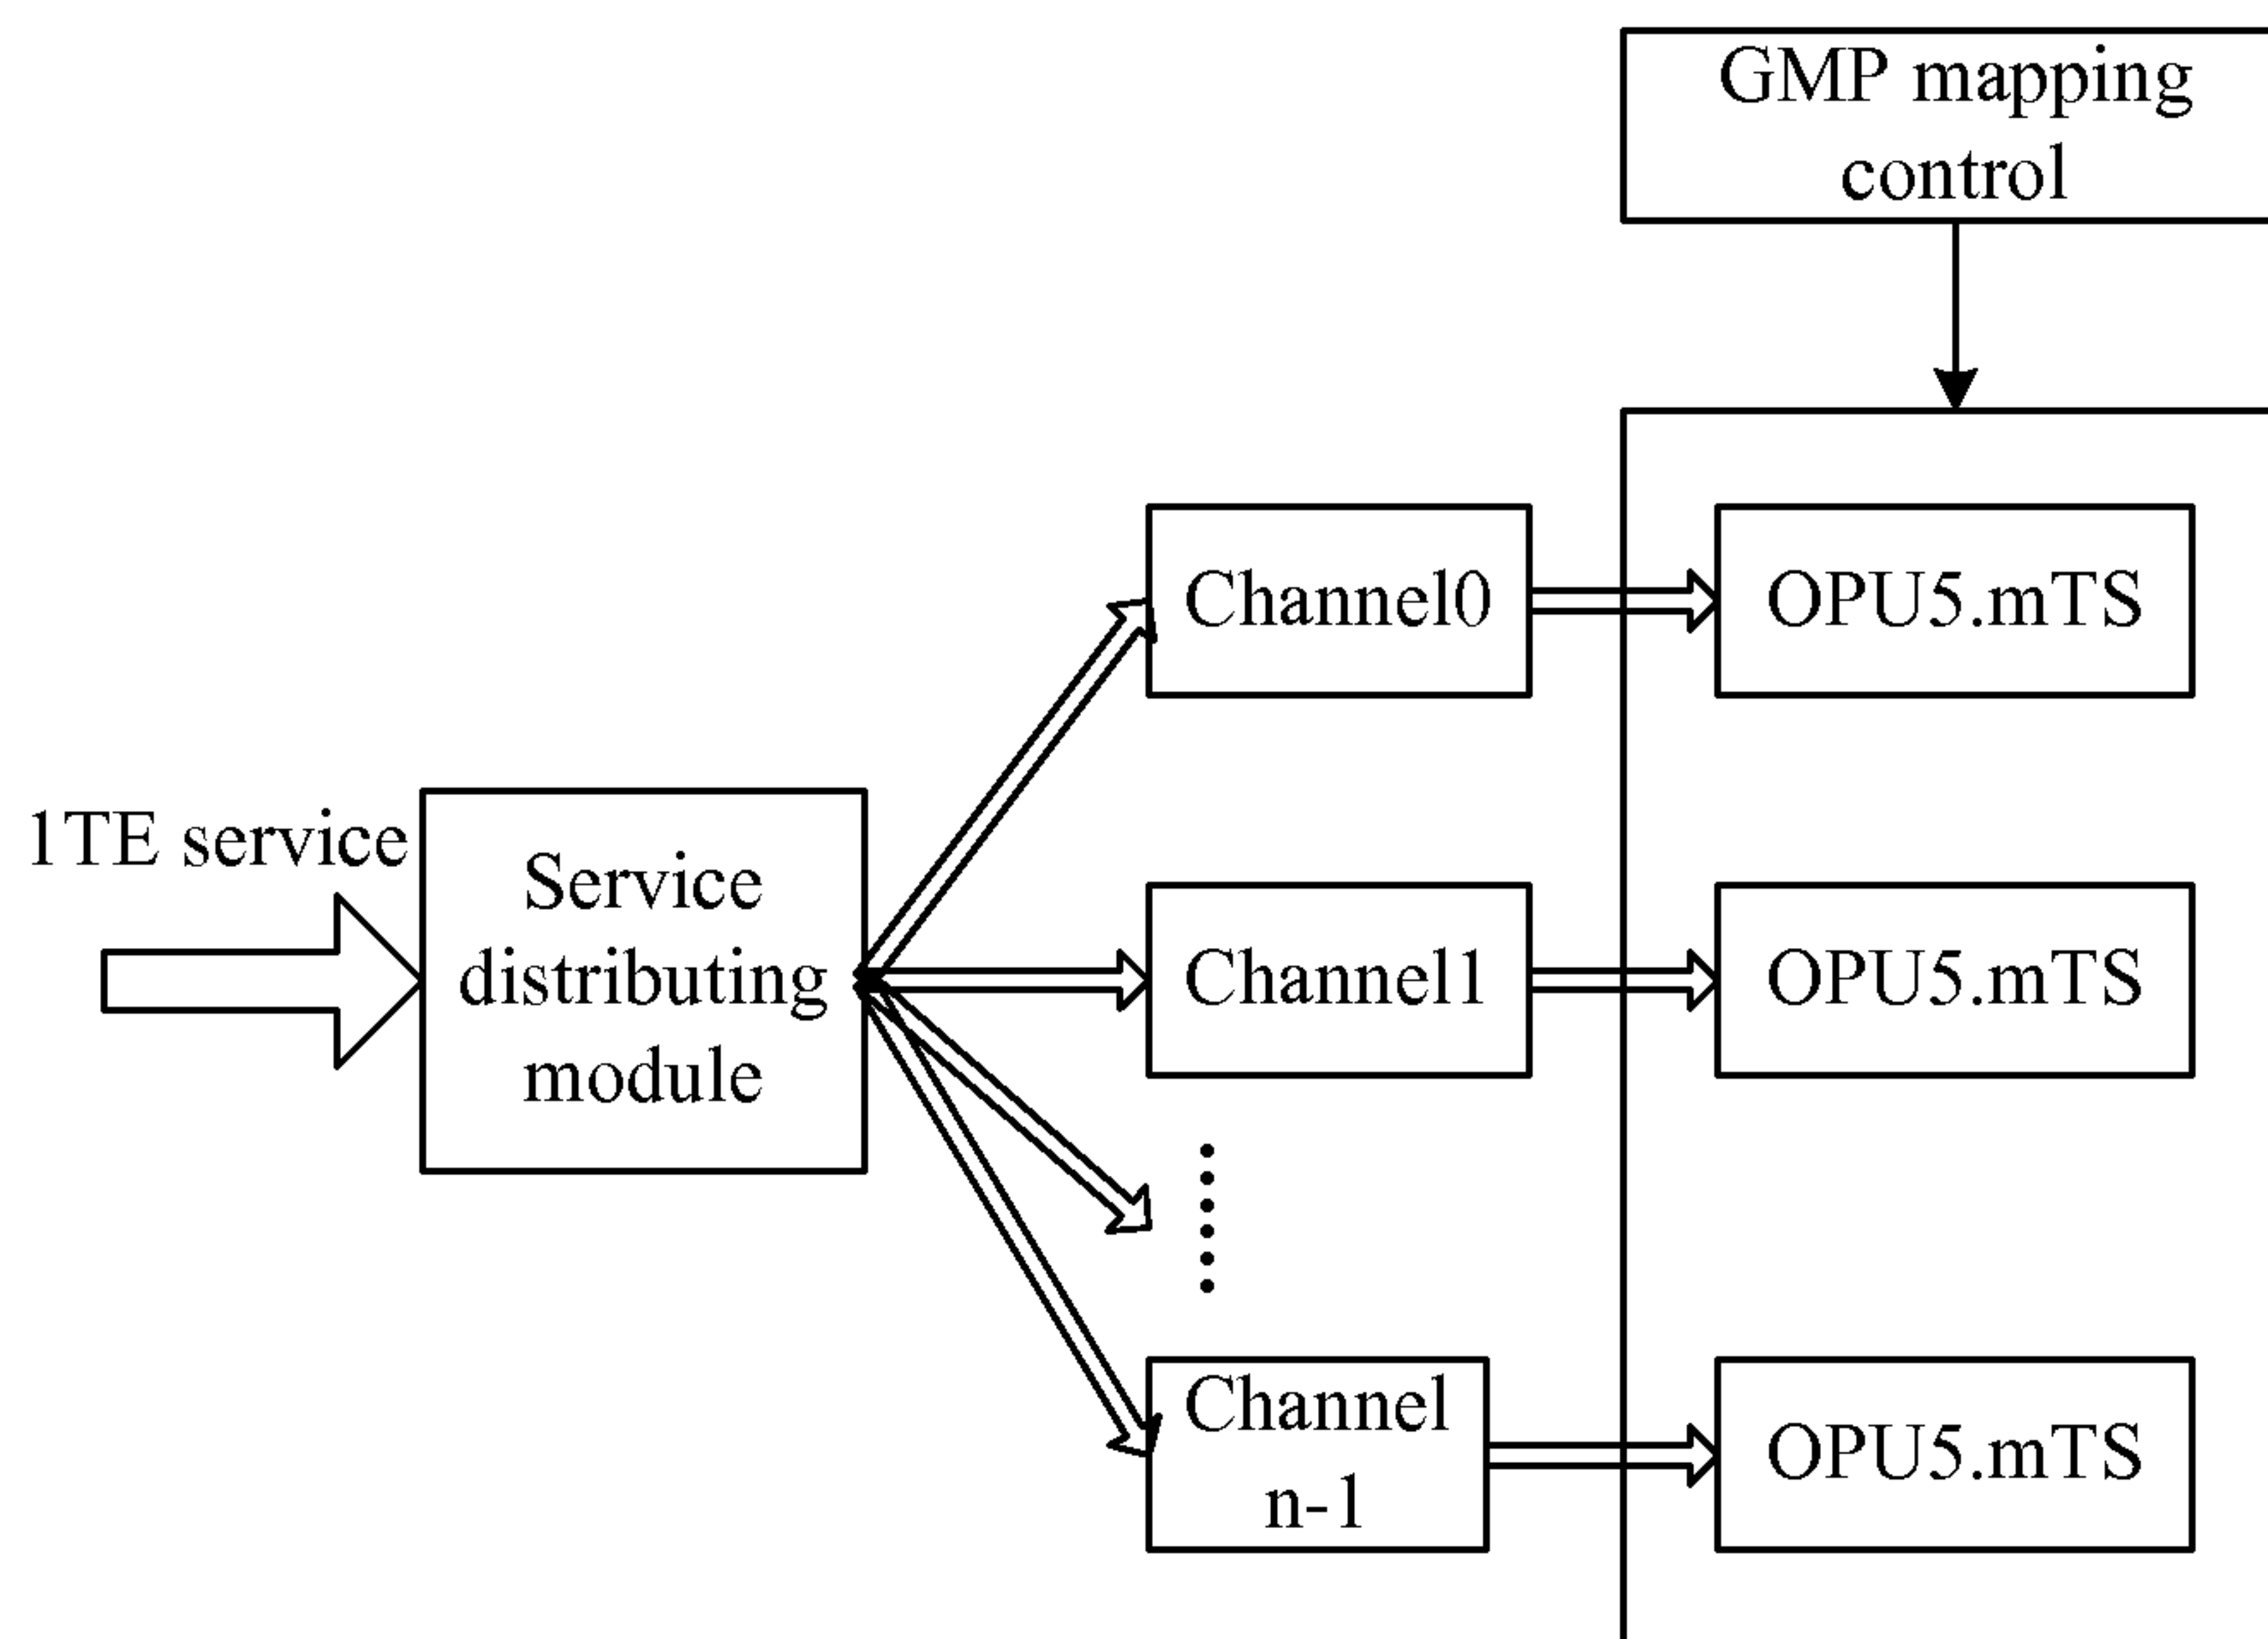 GMP mapping
control
Channel0
OPU5.mTS
1TE service
Service
distributing
module
Channel1
OPU5.mTS
Channel
n-1
OPU5.mTS